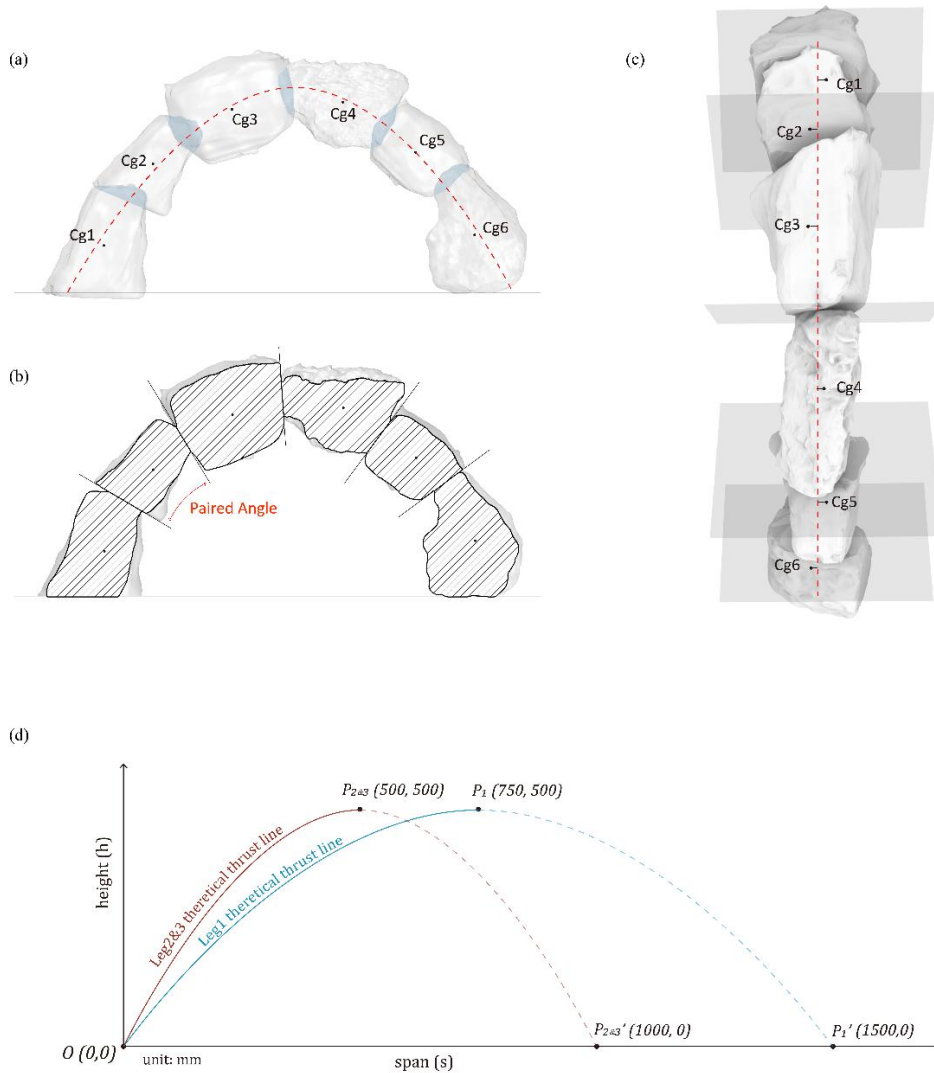 (a)
Cg1
Cg2
Cg3
Cg4
Cg5
Cg6
(b)
Paired Angle
(c)
Cg1
Cg2
Cg3
Cg4
Cg5
Cg6
(d)
height (h)
P2&3 (500, 500)
P1 (750, 500)
Leg2&3 theretical thrust line
Leg1 theretical thrust line
P2&3' (1000, 0)
P1' (1500,0)
O (0,0)
unit: mm
span (s)